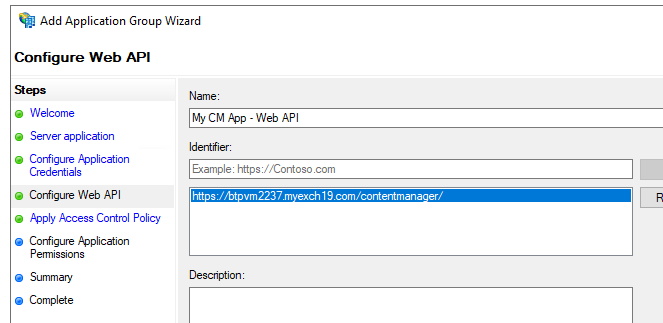 Add Application Group Wizard
Configure Web API
Steps
Welcome
Server application
Configure Application
Credentials
Configure Web API
Apply Access Control Policy
Configure Application
Permissions
Summary
Complete
Name:
My CM App - Web API
Identifier:
Example: https://Contoso.com
https://btpvm2237.myexch19.com/contentmanager/
R
Description: